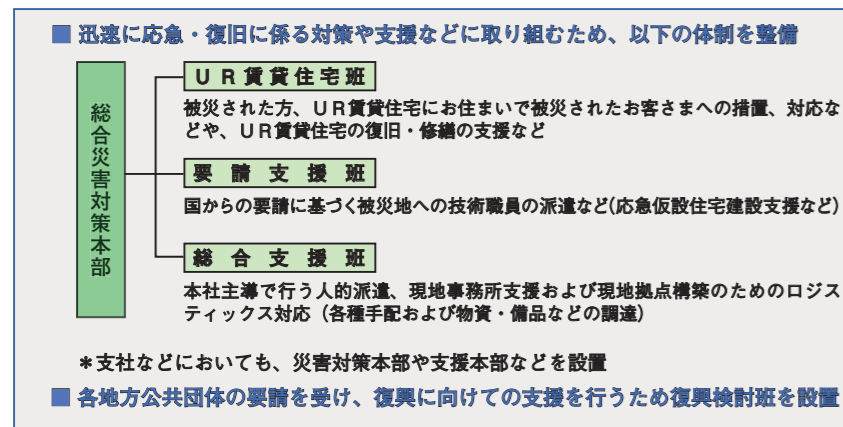 ■ 迅速に応急・復旧に係る対策や支援などに取り組むため、以下の体制を整備
総合災害対策本部
UR賃貸住宅班
被災された方、UR賃貸住宅にお住まいで被災されたお客さまへの措置、対応な
どや、UR賃貸住宅の復旧・修繕の支援など
要請支援班
国からの要請に基づく被災地への技術職員の派遣など(応急仮設住宅建設支援など)
総合支援班
本社主導で行う人的派遣、現地事務所支援および現地拠点構築のためのロジス
ティックス対応（各種手配および物資・備品などの調達）
＊支社などにおいても、災害対策本部や支援本部などを設置
■ 各地方公共団体の要請を受け、復興に向けての支援を行うため復興検討班を設置